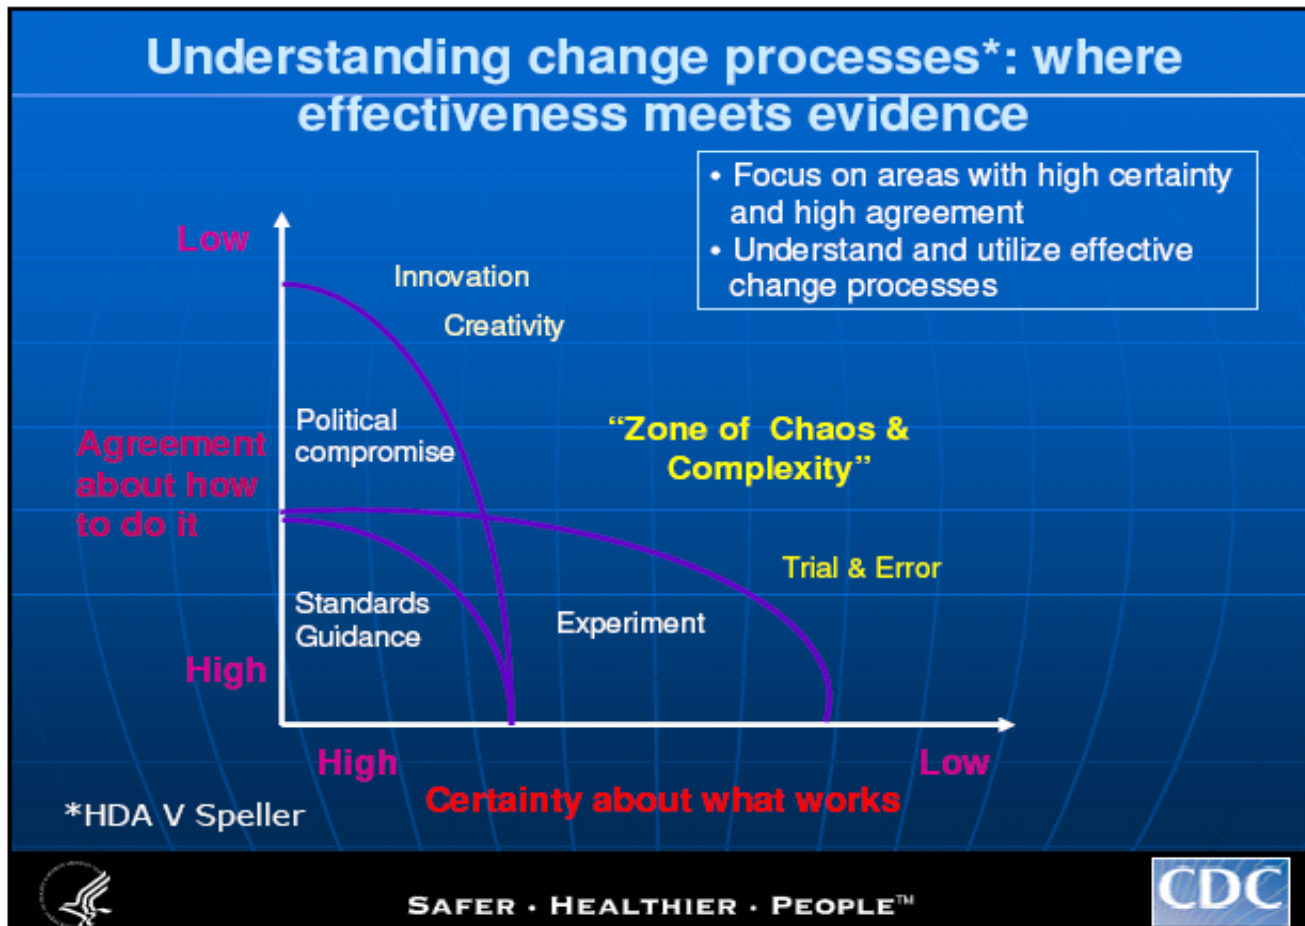 Understanding change processes*: where
effectiveness meets evidence
• Focus on areas with high certainty
and high agreement
• Understand and utilize effective
change processes
Low
Innovation
Creativity
Political
compromise
"Zone of Chaos &
Complexity"
Agreement
about how
to do it
Trial & Error
Standards
Guidance
Experiment
High
High
Low
Certainty about what works
*HDA V Speller
SAFER · HEALTHIER · PEOPLE™
CDC